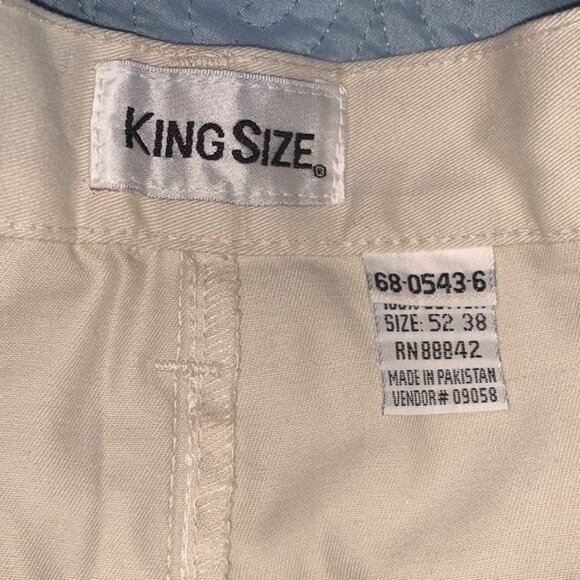 KING SIZE
68-0543-6
SIZE: 52 38
RN88842
MADE IN PAKISTAN
VENDOR# 09058